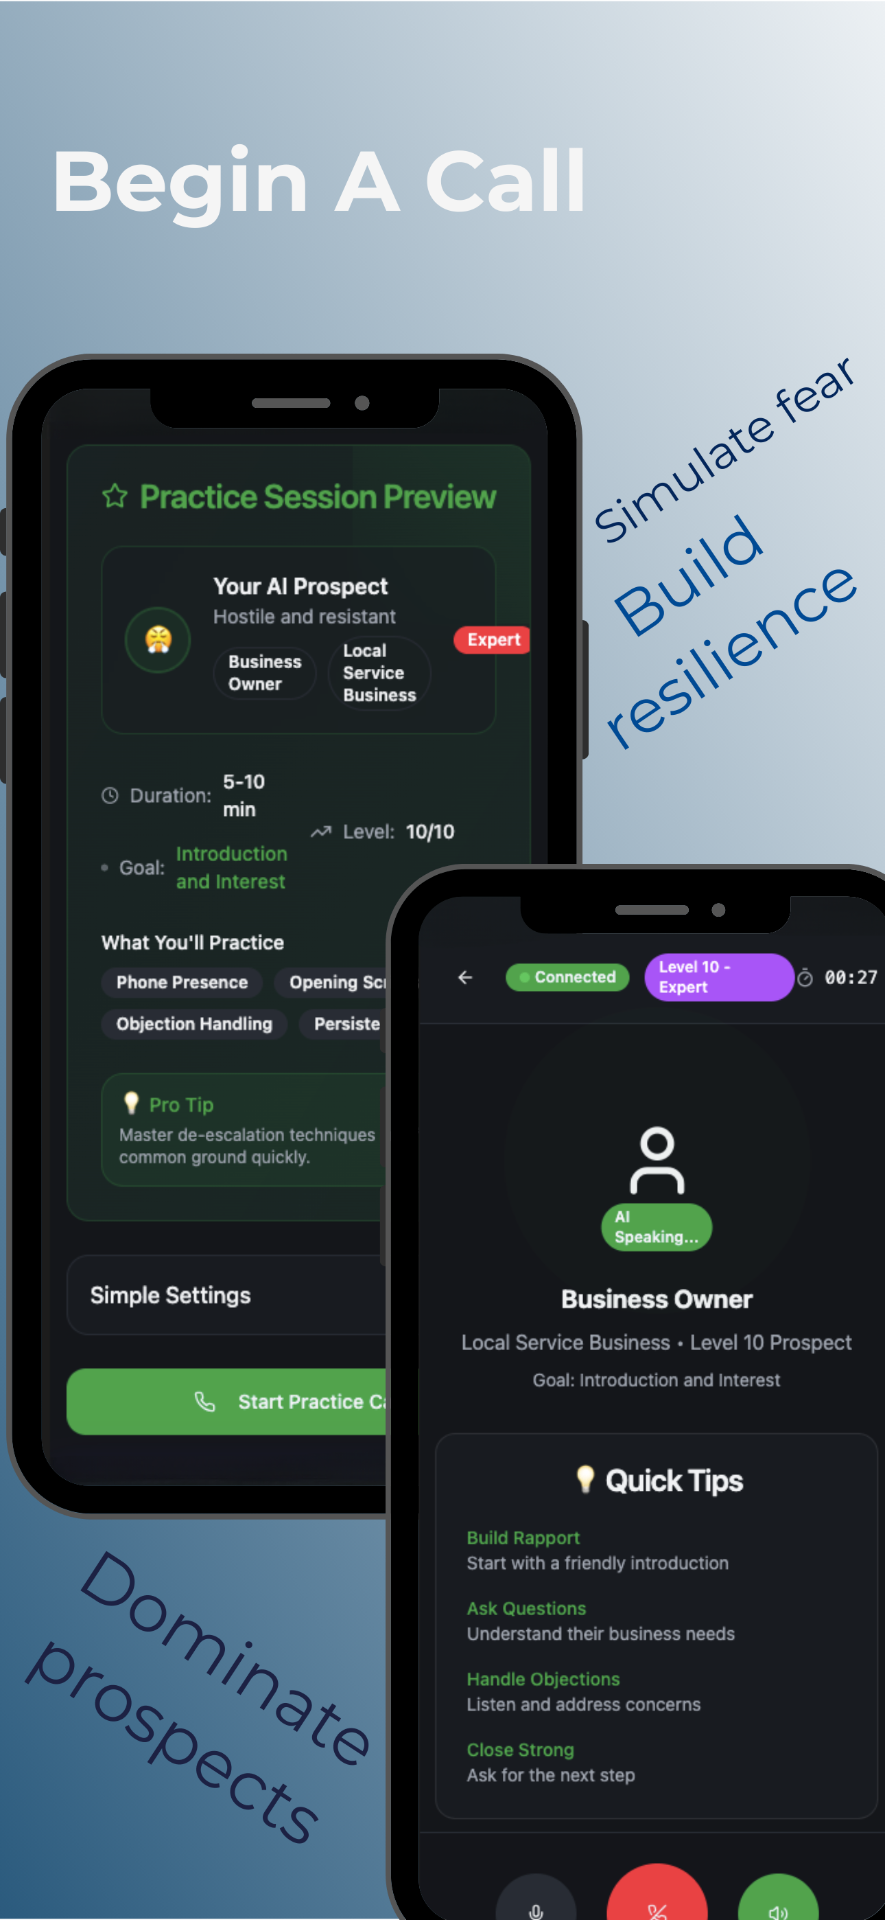 Begin A Call
Simulate fear
Build
resilience
Practice Session Preview
Your AI Prospect
Hostile and resistant
Business
Owner
Local
Service
Business
Expert
Duration: 5-10
min
Level: 10/10
Goal: Introduction
and Interest
What You'll Practice
Phone Presence
Opening Scr
Objection Handling
Persiste
Pro Tip
Master de-escalation techniques
common ground quickly.
Simple Settings
Start Practice Ca
Connected
Level 10 -
Expert
00:27
AI
Speaking...
Business Owner
Local Service Business • Level 10 Prospect
Goal: Introduction and Interest
Quick Tips
Build Rapport
Start with a friendly introduction
Ask Questions
Understand their business needs
Handle Objections
Listen and address concerns
Close Strong
Ask for the next step
Dominate
prospects